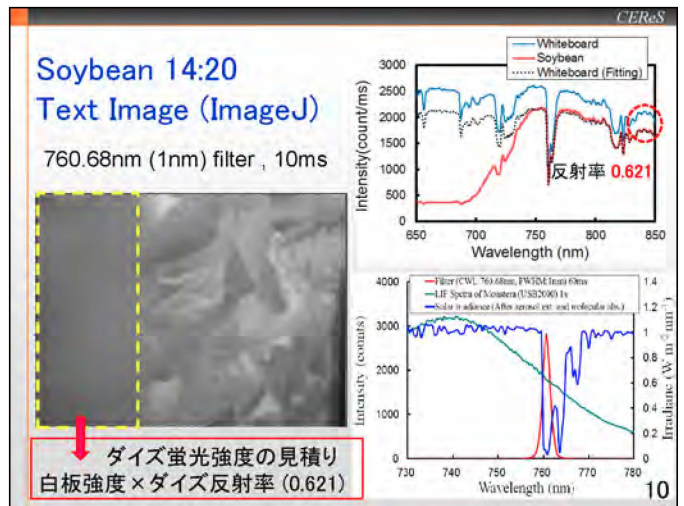 CEReS
Soybean 14:20
Text Image (ImageJ)
760.68nm (1nm) filter , 10ms
ダイズ蛍光強度の見積り
白板強度×ダイズ反射率 (0.621)
Whiteboard
Soybean
Whiteboard (Fitting)
Intensity(count/ms)
3000
2500
2000
1500
1000
500
0
反射率 0.621
650
700
750
800
850
Wavelength (nm)
Filter (CWL 760.68nm, FWHM 1nm) 60ms
LIF Spectra of Monstera (USB2000) 1s
Solar irradiance (After aerosol ext. and molecular abs.)
Intensity (counts)
4000
3000
2000
1000
0
1.4
1.2
1
0.8
0.6
0.4
0.2
0
Irradianc (W m⁻² nm⁻¹)
730
740
750
760
770
780
Wavelength (nm)
10